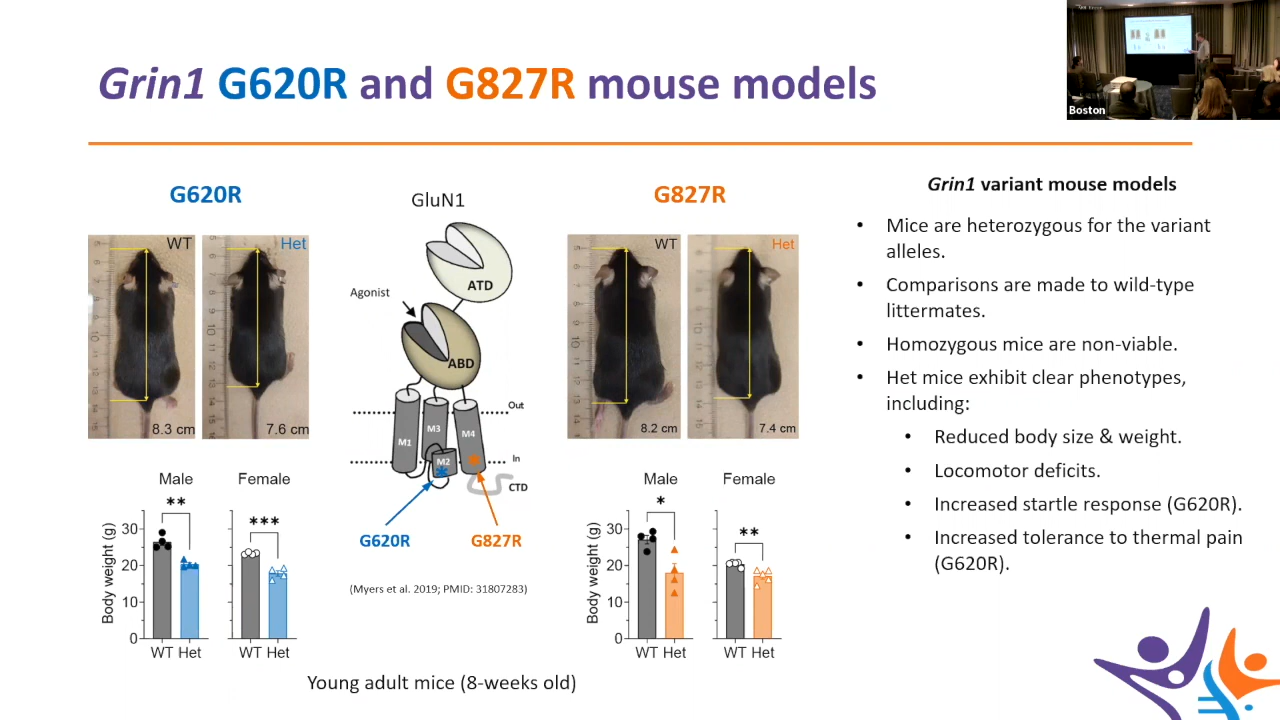 Grin1 G620R and G827R mouse models
Boston
G620R
WT
8.3 cm
Het
7.6 cm
Male
**
Female
***
Body weight (g)
30
20
10
0
WT Het
WT Het
GluN1
ATD
Agonist
ABD
Out
M1
M3
M4
M2
In
CTD
G620R
G827R
(Myers et al. 2019; PMID: 31807283)
G827R
WT
8.2 cm
Het
7.4 cm
Male
*
Female
**
Body weight (g)
30
20
10
0
WT Het
WT Het
Young adult mice (8-weeks old)
Grin1 variant mouse models
• Mice are heterozygous for the variant
alleles.
• Comparisons are made to wild-type
littermates.
• Homozygous mice are non-viable.
• Het mice exhibit clear phenotypes,
including:
• Reduced body size & weight.
• Locomotor deficits.
• Increased startle response (G620R).
• Increased tolerance to thermal pain
(G620R).